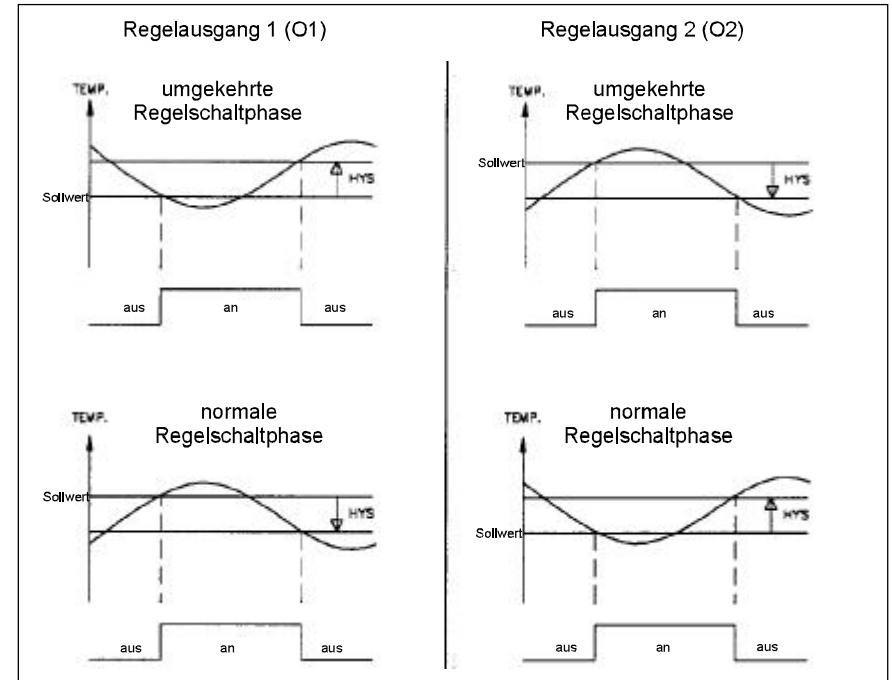 Regelausgang 1 (O1)
Regelausgang 2 (O2)
TEMP.
umgekehrte
Regelschaltphase
HYS
Sollwert
aus
an
aus
TEMP.
umgekehrte
Regelschaltphase
Sollwert
HYS
aus
an
aus
TEMP.
normale
Regelschaltphase
Sollwert
HYS
aus
an
aus
TEMP.
normale
Regelschaltphase
HYS
Sollwert
aus
an
aus